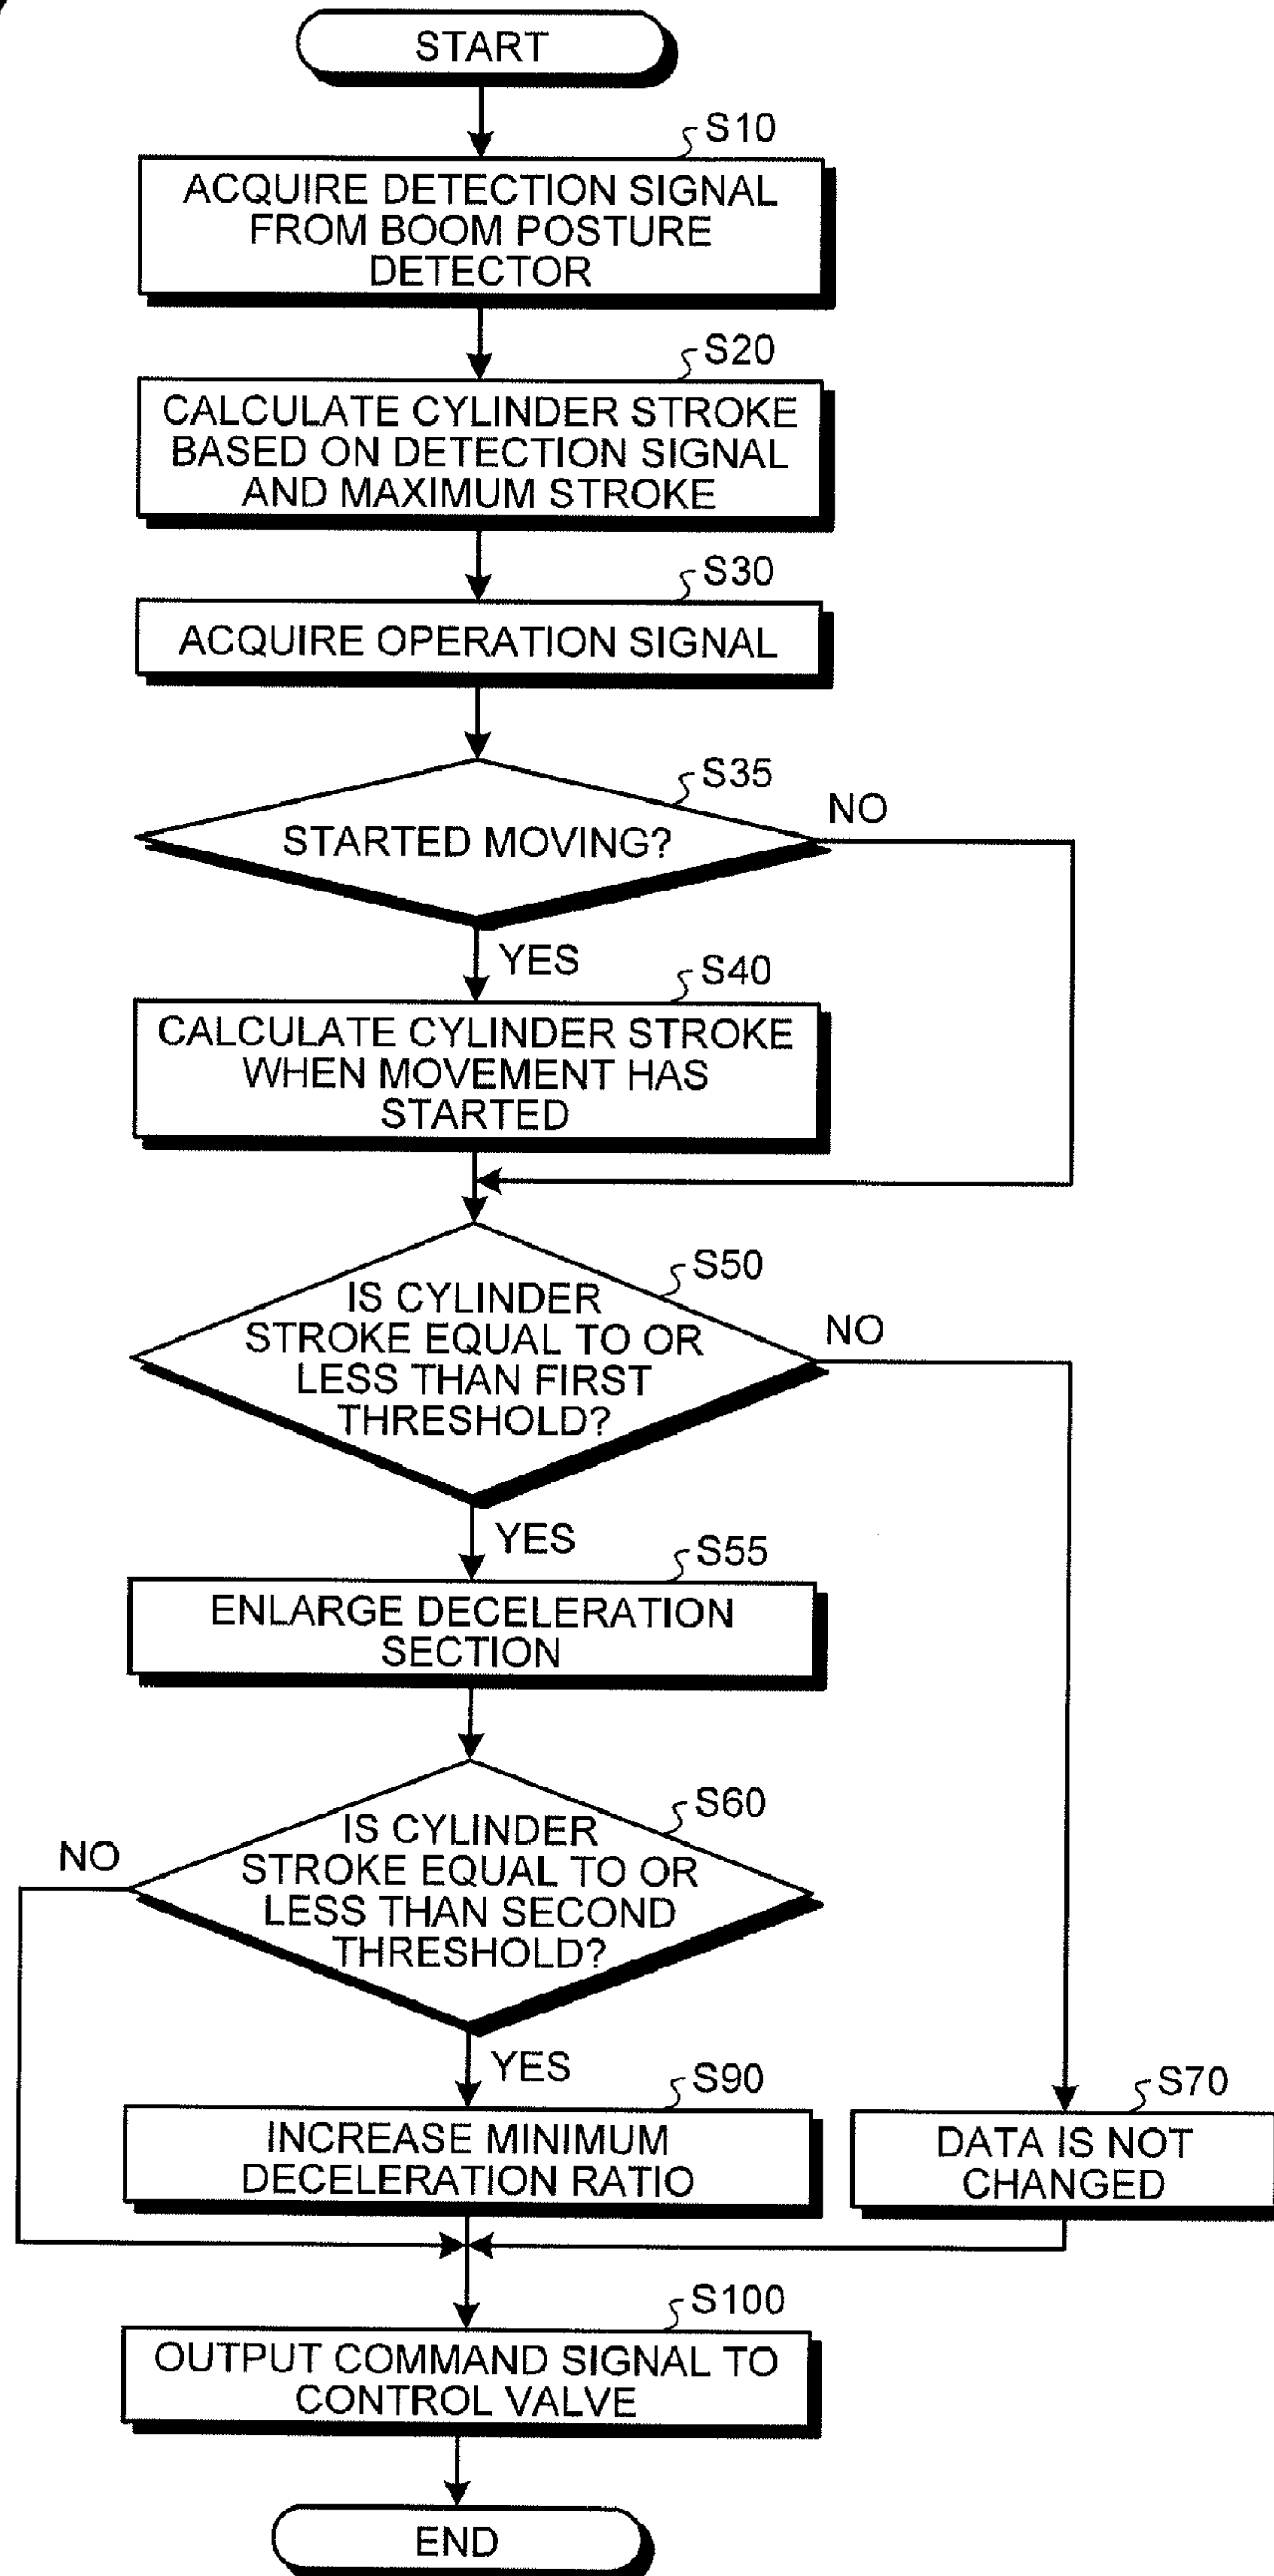 START
S10
ACQUIRE DETECTION SIGNAL
FROM BOOM POSTURE
DETECTOR
S20
CALCULATE CYLINDER STROKE
BASED ON DETECTION SIGNAL
AND MAXIMUM STROKE
S30
ACQUIRE OPERATION SIGNAL
S35
STARTED MOVING?
NO
YES
S40
CALCULATE CYLINDER STROKE
WHEN MOVEMENT HAS
STARTED
S50
IS CYLINDER
STROKE EQUAL TO OR
LESS THAN FIRST
THRESHOLD?
NO
YES
S55
ENLARGE DECELERATION
SECTION
S60
IS CYLINDER
STROKE EQUAL TO OR
LESS THAN SECOND
THRESHOLD?
NO
YES
S90
INCREASE MINIMUM
DECELERATION RATIO
S70
DATA IS NOT
CHANGED
S100
OUTPUT COMMAND SIGNAL TO
CONTROL VALVE
END